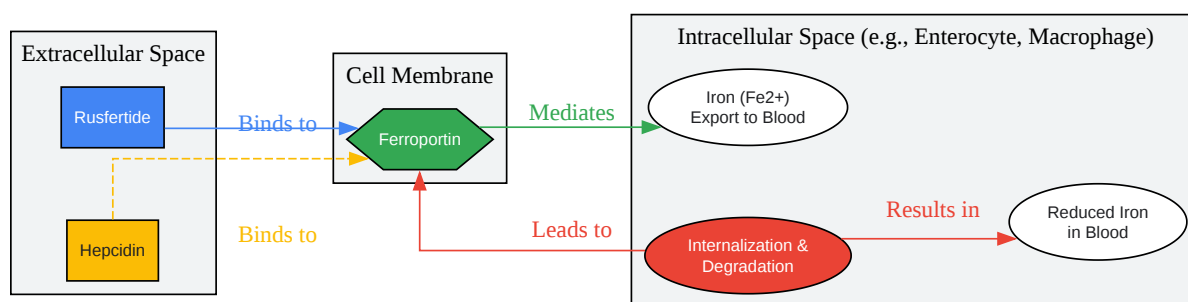 Extracellular Space
Rusfertide
Hepcidin
Binds to
Binds to
Cell Membrane
Ferroportin
Mediates
Leads to
Intracellular Space (e.g., Enterocyte, Macrophage)
Iron (Fe2+)
Export to Blood
Internalization &
Degradation
Results in
Reduced Iron
in Blood